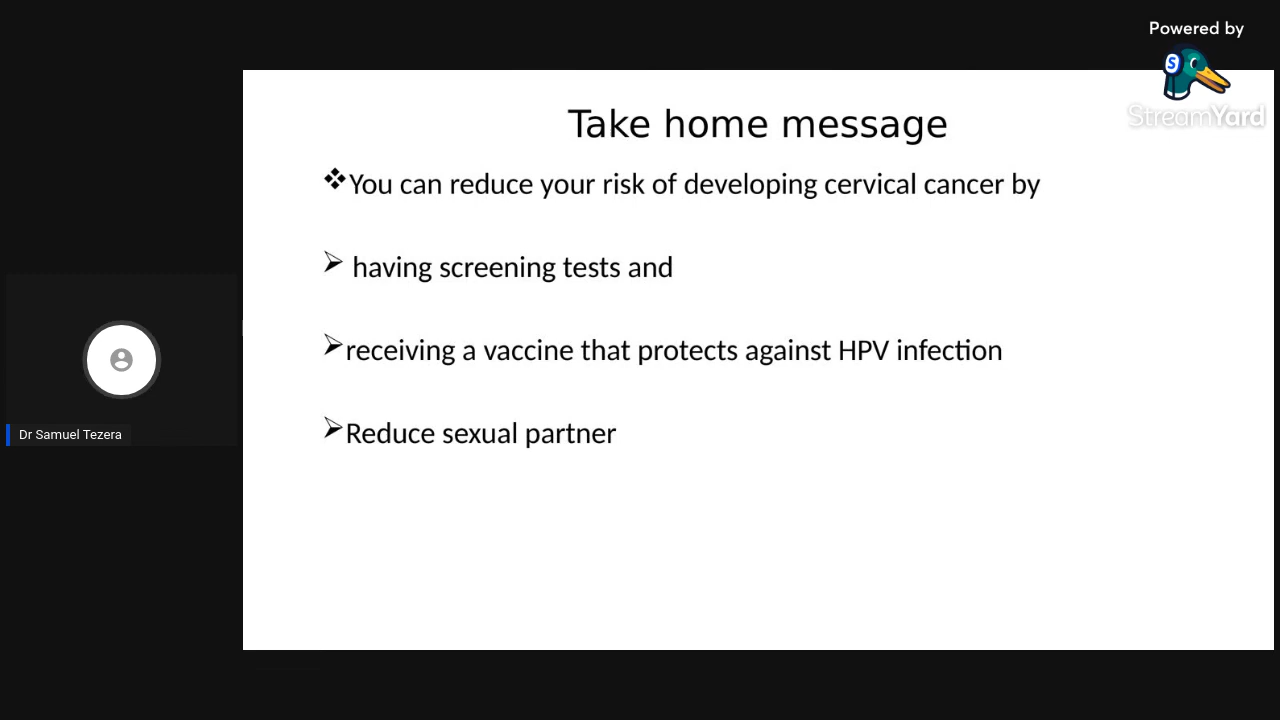 Powered by
StreamYard
Take home message
❖You can reduce your risk of developing cervical cancer by
➢ having screening tests and
➢receiving a vaccine that protects against HPV infection
➢Reduce sexual partner
Dr Samuel Tezera